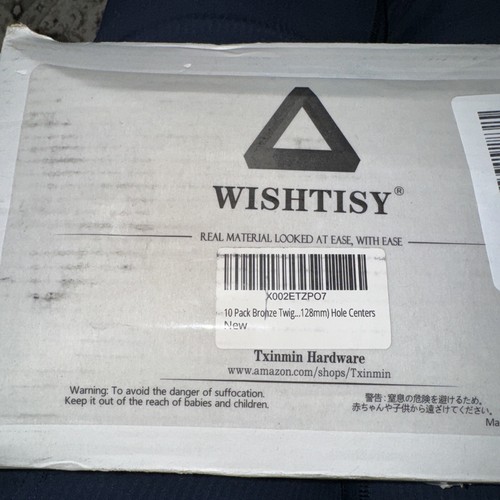 WISHTISY®
REAL MATERIAL LOOKED AT EASE, WITH EASE
X002ETZPO7
10 Pack Bronze Twig...128mm) Hole Centers
New
Txinmin Hardware
www.amazon.com/shops/Txinmin
Warning: To avoid the danger of suffocation.
Keep it out of the reach of babies and children.
警告: 窒息の危険を避けるため。
赤ちゃんや子供から遠ざけてください。
Ma